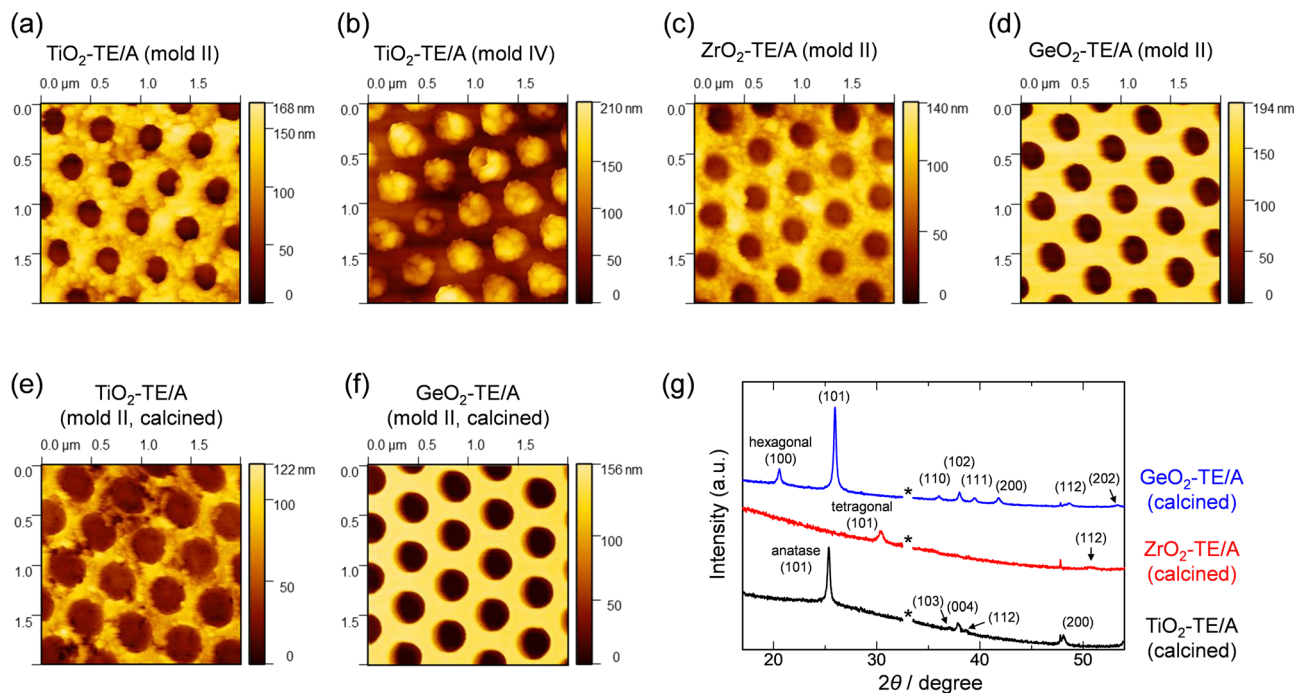 (a)
TiO2-TE/A (mold II)
0.0 μm 0.5 1.0 1.5
0.0
0.5
1.0
1.5
168 nm
150 nm
100
50
0
(b)
TiO2-TE/A (mold IV)
0.0 μm 0.5 1.0 1.5
0.0
0.5
1.0
1.5
210 nm
150
100
50
0
(c)
ZrO2-TE/A (mold II)
0.0 μm 0.5 1.0 1.5
0.0
0.5
1.0
1.5
140 nm
100
50
0
(d)
GeO2-TE/A (mold II)
0.0 μm 0.5 1.0 1.5
0.0
0.5
1.0
1.5
194 nm
150
100
50
0
(e)
TiO2-TE/A
(mold II, calcined)
0.0 μm 0.5 1.0 1.5
0.0
0.5
1.0
1.5
122 nm
100
50
0
(f)
GeO2-TE/A
(mold II, calcined)
0.0 μm 0.5 1.0 1.5
0.0
0.5
1.0
1.5
156 nm
100
50
0
(g)
Intensity (a.u.)
hexagonal
(100)
(101)
*
(110)
(102)
(111)
(200)
(112)
(202)
GeO2-TE/A
(calcined)
tetragonal
(101)
*
(112)
ZrO2-TE/A
(calcined)
anatase
(101)
*
(103)
(004)
(112)
(200)
TiO2-TE/A
(calcined)
20 30 40 50
2θ / degree